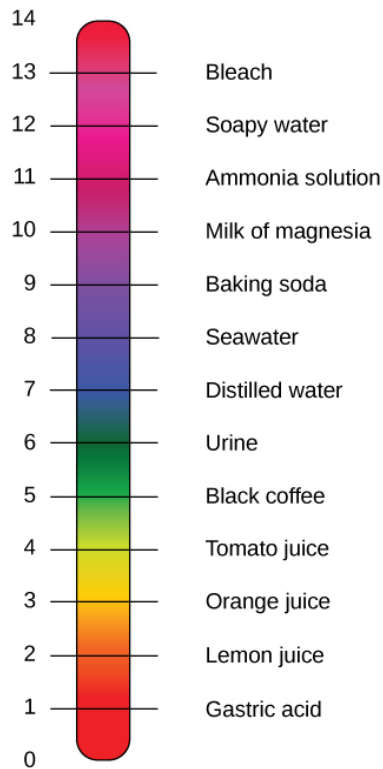 14
13 Bleach
12 Soapy water
11 Ammonia solution
10 Milk of magnesia
9 Baking soda
8 Seawater
7 Distilled water
6 Urine
5 Black coffee
4 Tomato juice
3 Orange juice
2 Lemon juice
1 Gastric acid
0